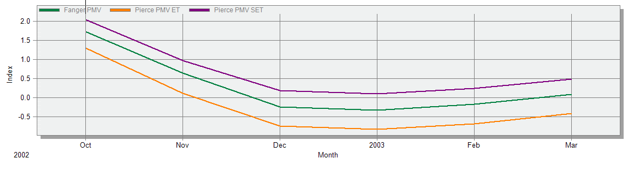 Fanger PMV Pierce PMV ET Pierce PMV SET
2.0
1.5
1.0
0.5
0.0
-0.5
Index
Oct Nov Dec 2003 Feb Mar
2002 Month